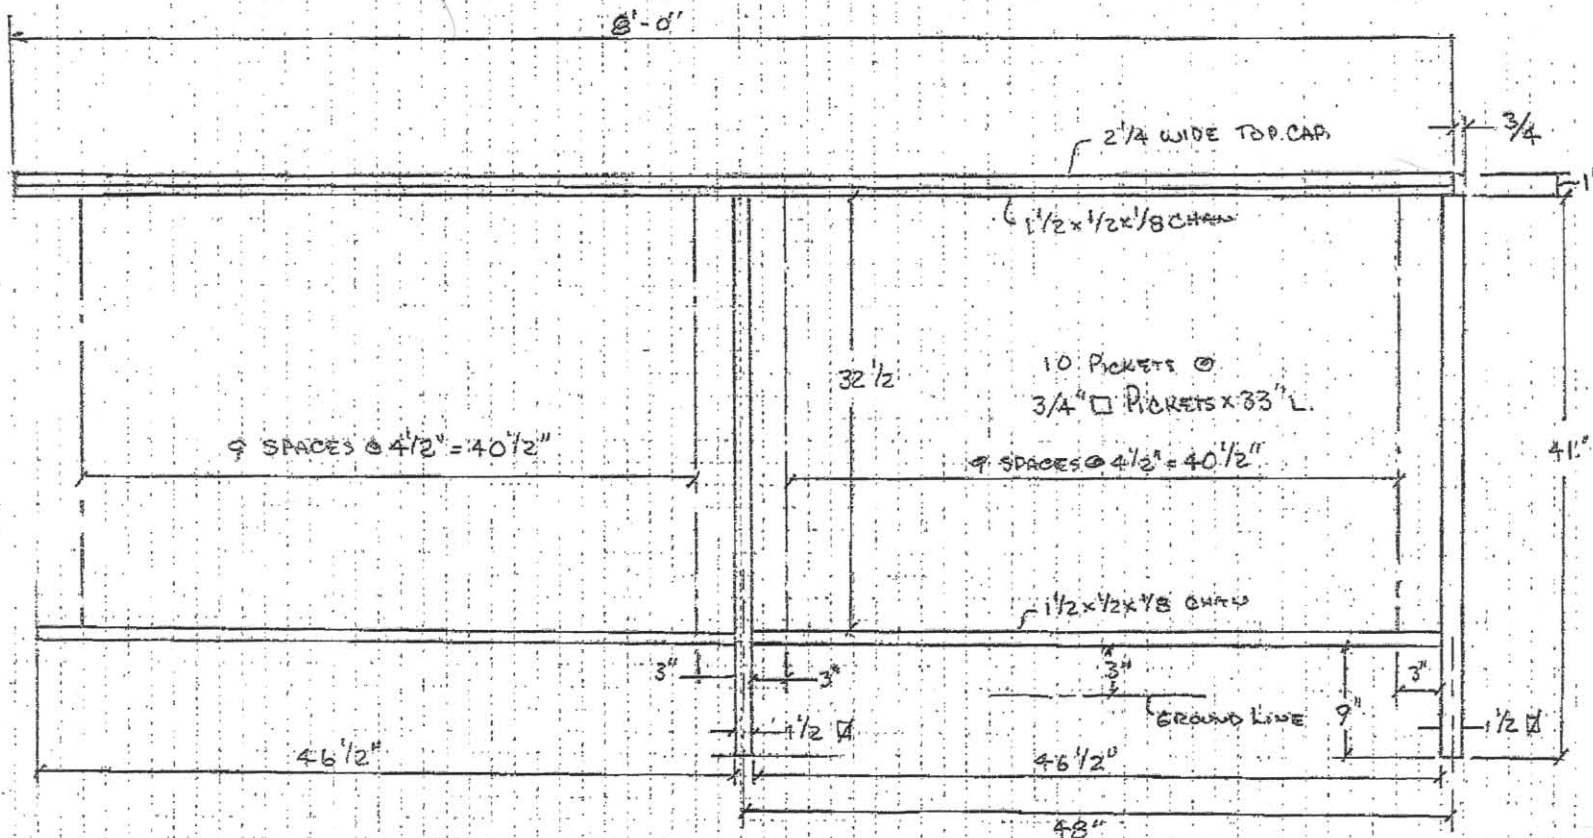 8'-0"
2 1/4 WIDE TOP CAP
3/4
1"
1 1/2 x 1/2 x 1/8 CHAN
32 1/2
10 PICKETS @
3/4" □ PICKETS x 33" L.
9 SPACES @ 4 1/2" = 40 1/2"
9 SPACES @ 4 1/2" = 40 1/2"
41"
1 1/2 x 1/2 x 1/8 CHAN
3"
3"
3"
3"
GROUND LINE
9"
1 1/2
1 1/2
46 1/2"
46 1/2"
48"